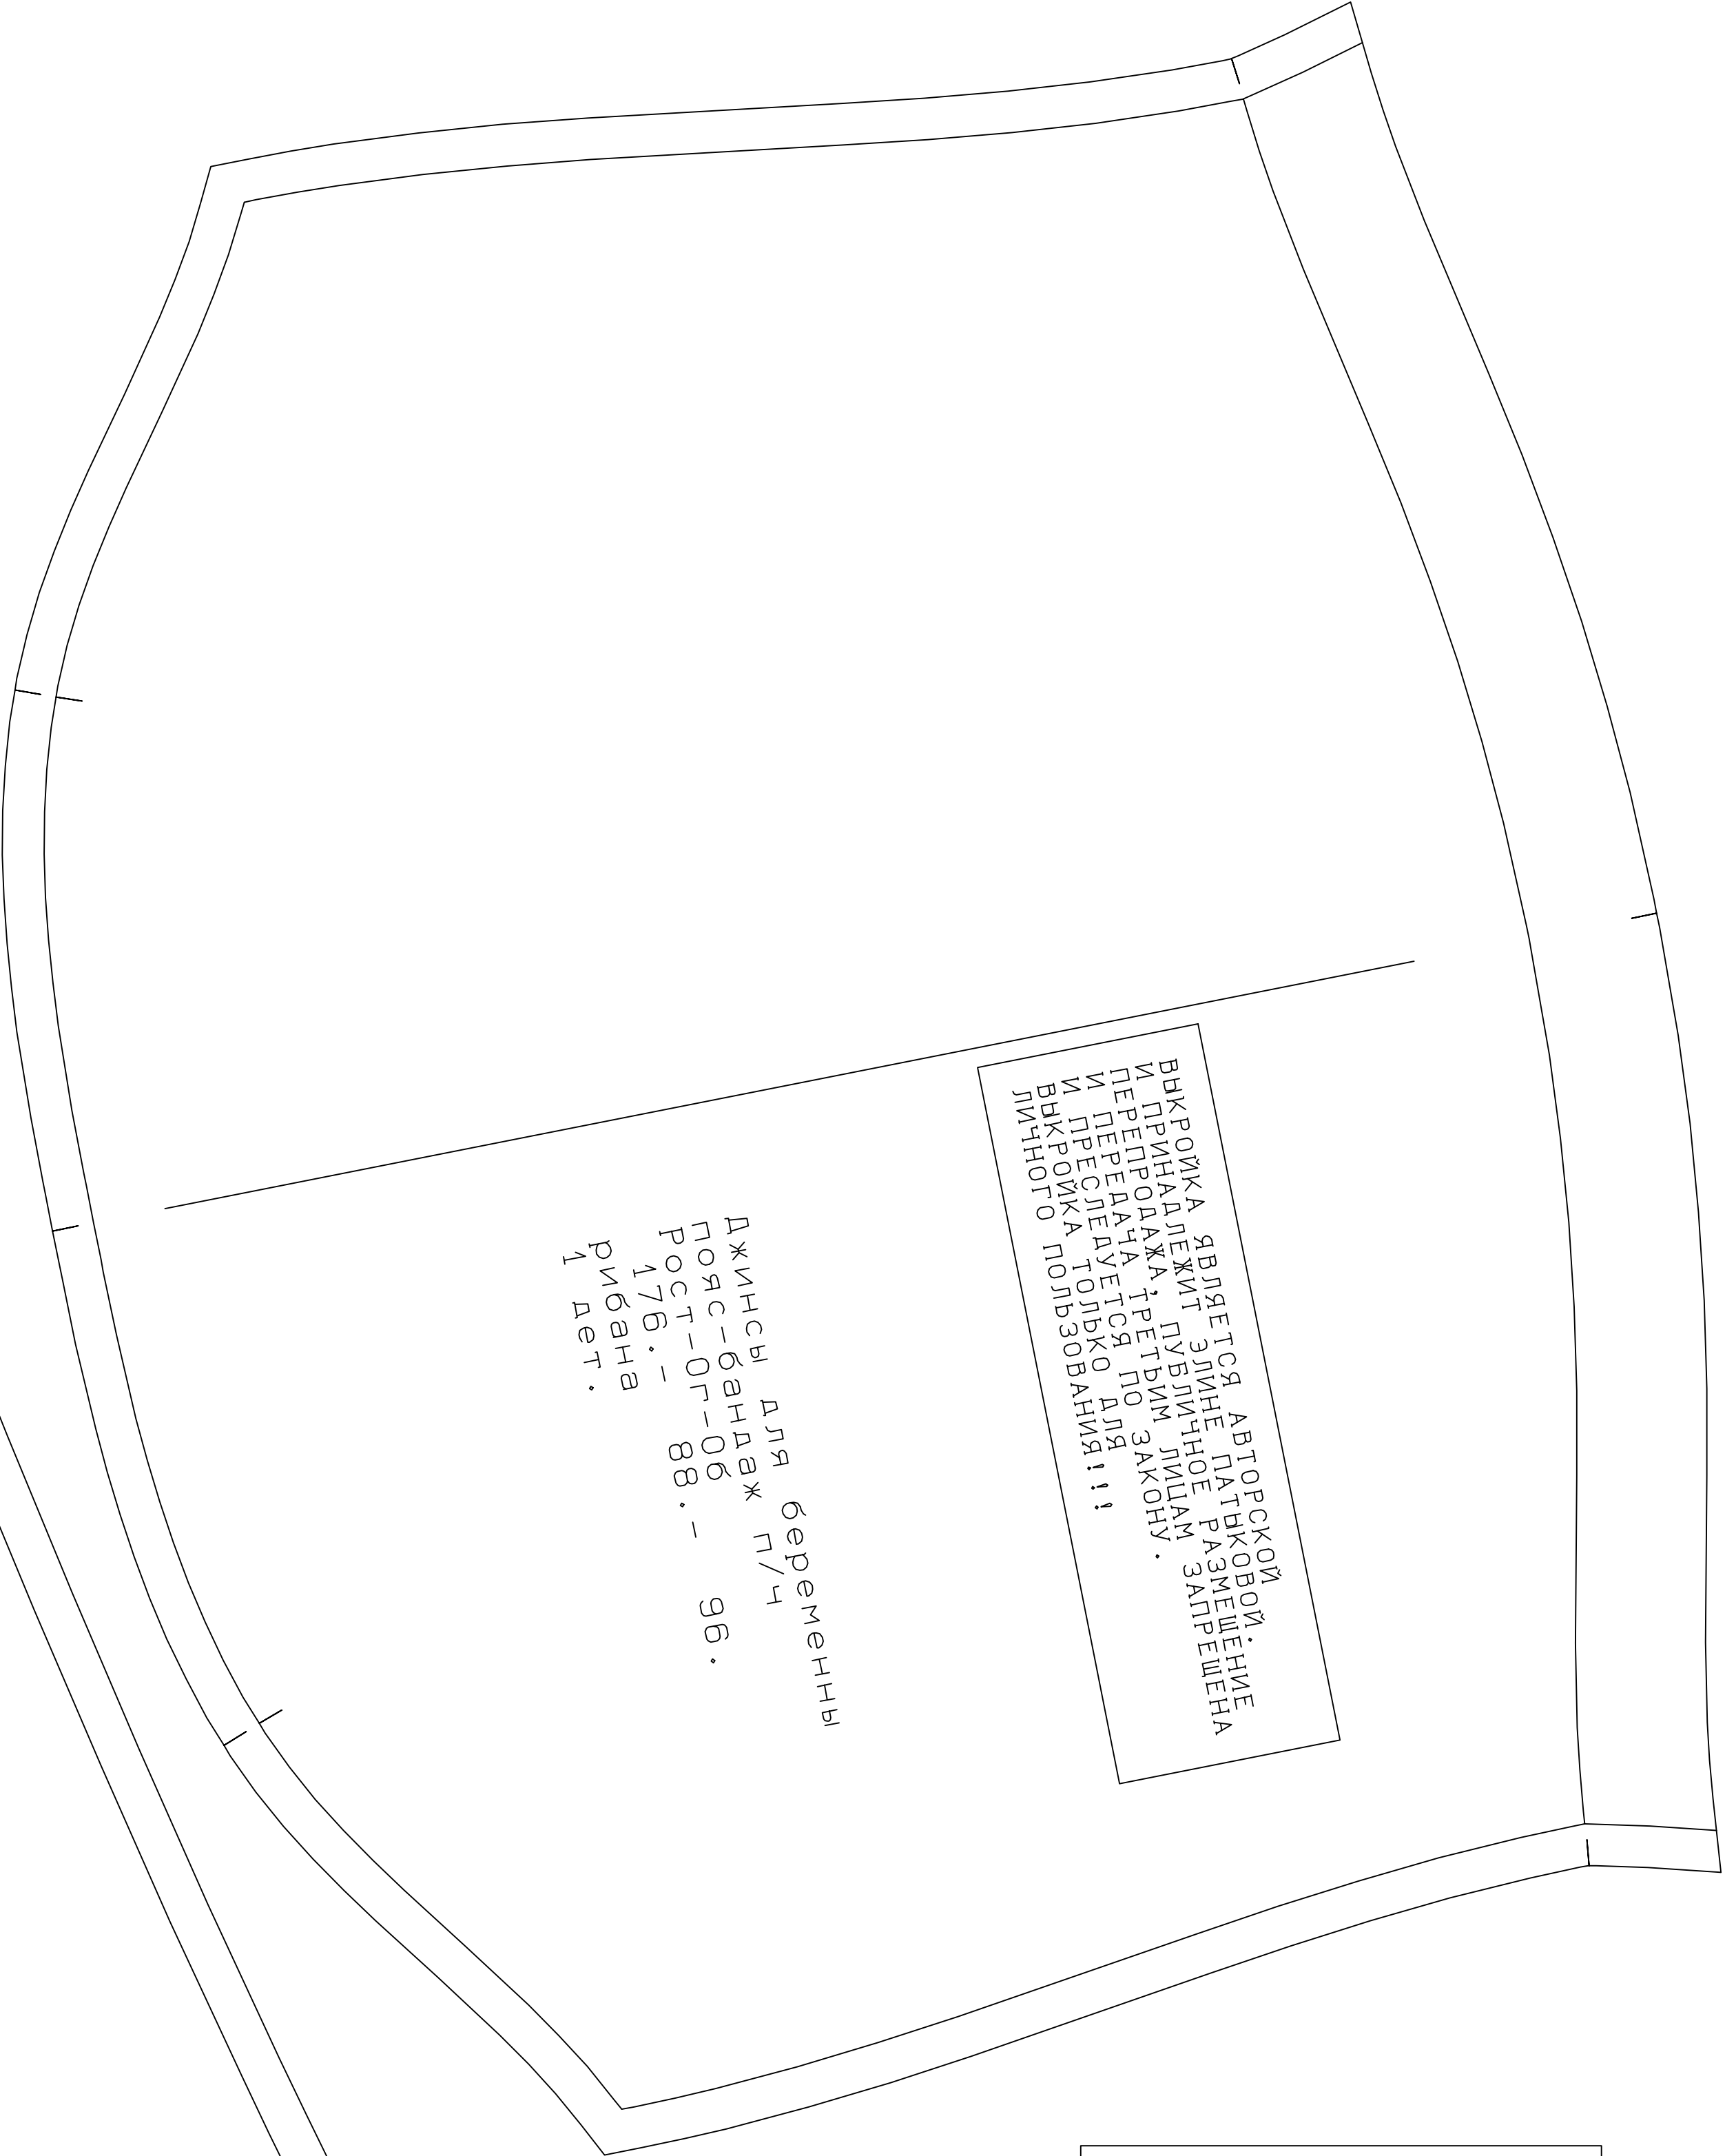 ВЫКРОЙКА ЯВЛЯЕТСЯ АВТОРСКОЙ
И ПРИНАДЛЕЖИТ ЭЛИНЕ ПАТЫКОВОЙ.
ПЕРЕПРОДАЖА, ПУБЛИЧНОЕ РАЗМЕЩЕНИЕ
И ПЕРЕДАЧА ТРЕТЬИМ ЛИЦАМ ЗАПРЕЩЕНА
И ПРЕСЛЕДУЕТСЯ ПО ЗАКОНУ.
ВЫКРОЙКА ТОЛЬКО ДЛЯ
ЛИЧНОГО ПОЛЬЗОВАНИЯ!!!
Джинсы для беременны
Пояс-бандаж П/Ч
Рост-Ог-Об
176.- 88.- 96.
рибана
1 дет.